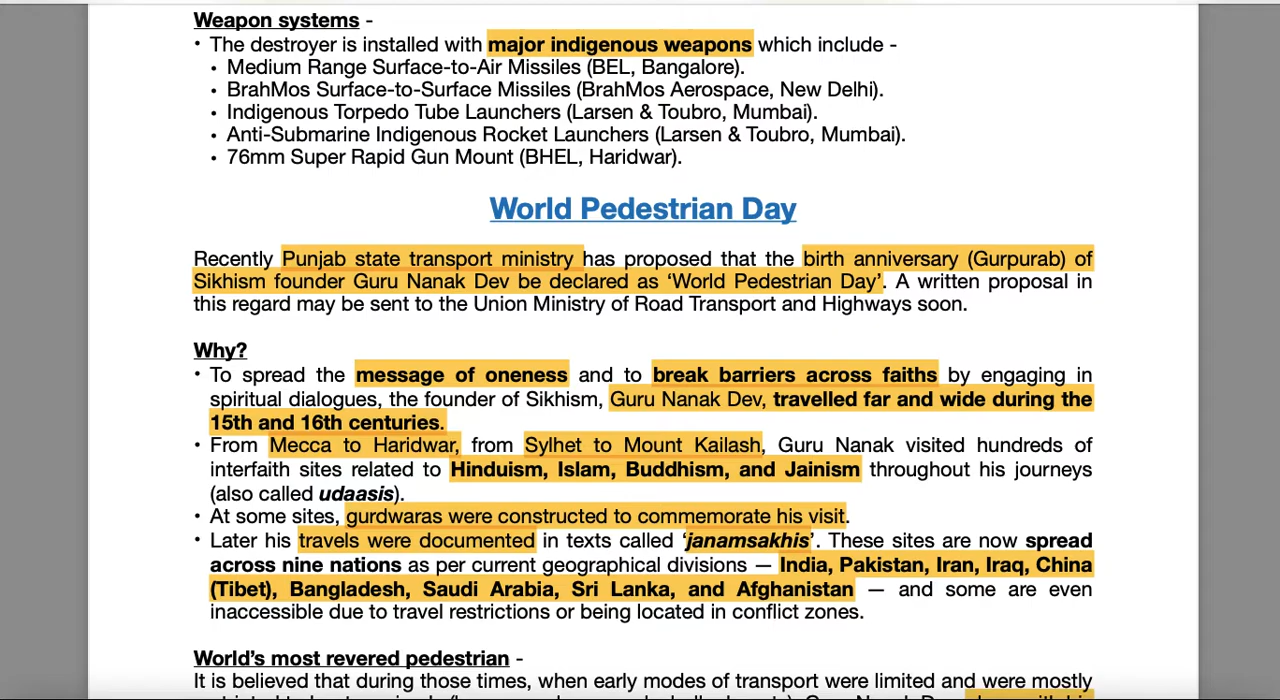 Weapon systems -
• The destroyer is installed with major indigenous weapons which include -
• Medium Range Surface-to-Air Missiles (BEL, Bangalore).
• BrahMos Surface-to-Surface Missiles (BrahMos Aerospace, New Delhi).
• Indigenous Torpedo Tube Launchers (Larsen & Toubro, Mumbai).
• Anti-Submarine Indigenous Rocket Launchers (Larsen & Toubro, Mumbai).
• 76mm Super Rapid Gun Mount (BHEL, Haridwar).
World Pedestrian Day
Recently Punjab state transport ministry has proposed that the birth anniversary (Gurpurab) of
Sikhism founder Guru Nanak Dev be declared as ‘World Pedestrian Day’. A written proposal in
this regard may be sent to the Union Ministry of Road Transport and Highways soon.
Why?
• To spread the message of oneness and to break barriers across faiths by engaging in
spiritual dialogues, the founder of Sikhism, Guru Nanak Dev, travelled far and wide during the
15th and 16th centuries.
• From Mecca to Haridwar, from Sylhet to Mount Kailash, Guru Nanak visited hundreds of
interfaith sites related to Hinduism, Islam, Buddhism, and Jainism throughout his journeys
(also called udaasis).
• At some sites, gurdwaras were constructed to commemorate his visit.
• Later his travels were documented in texts called ‘janamsakhis’. These sites are now spread
across nine nations as per current geographical divisions — India, Pakistan, Iran, Iraq, China
(Tibet), Bangladesh, Saudi Arabia, Sri Lanka, and Afghanistan — and some are even
inaccessible due to travel restrictions or being located in conflict zones.
World’s most revered pedestrian -
It is believed that during those times, when early modes of transport were limited and were mostly